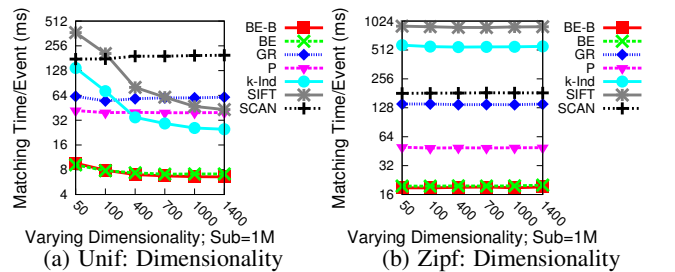 Matching Time/Event (ms)
512
256
128
64
32
16
8
4
50
100
400
700
1000
1400
Varying Dimensionality; Sub=1M
BE-B
BE
GR
P
k-Ind
SIFT
SCAN
(a) Unif: Dimensionality
Matching Time/Event (ms)
1024
512
256
128
64
32
16
50
100
400
700
1000
1400
Varying Dimensionality; Sub=1M
BE-B
BE
GR
P
k-Ind
SIFT
SCAN
(b) Zipf: Dimensionality